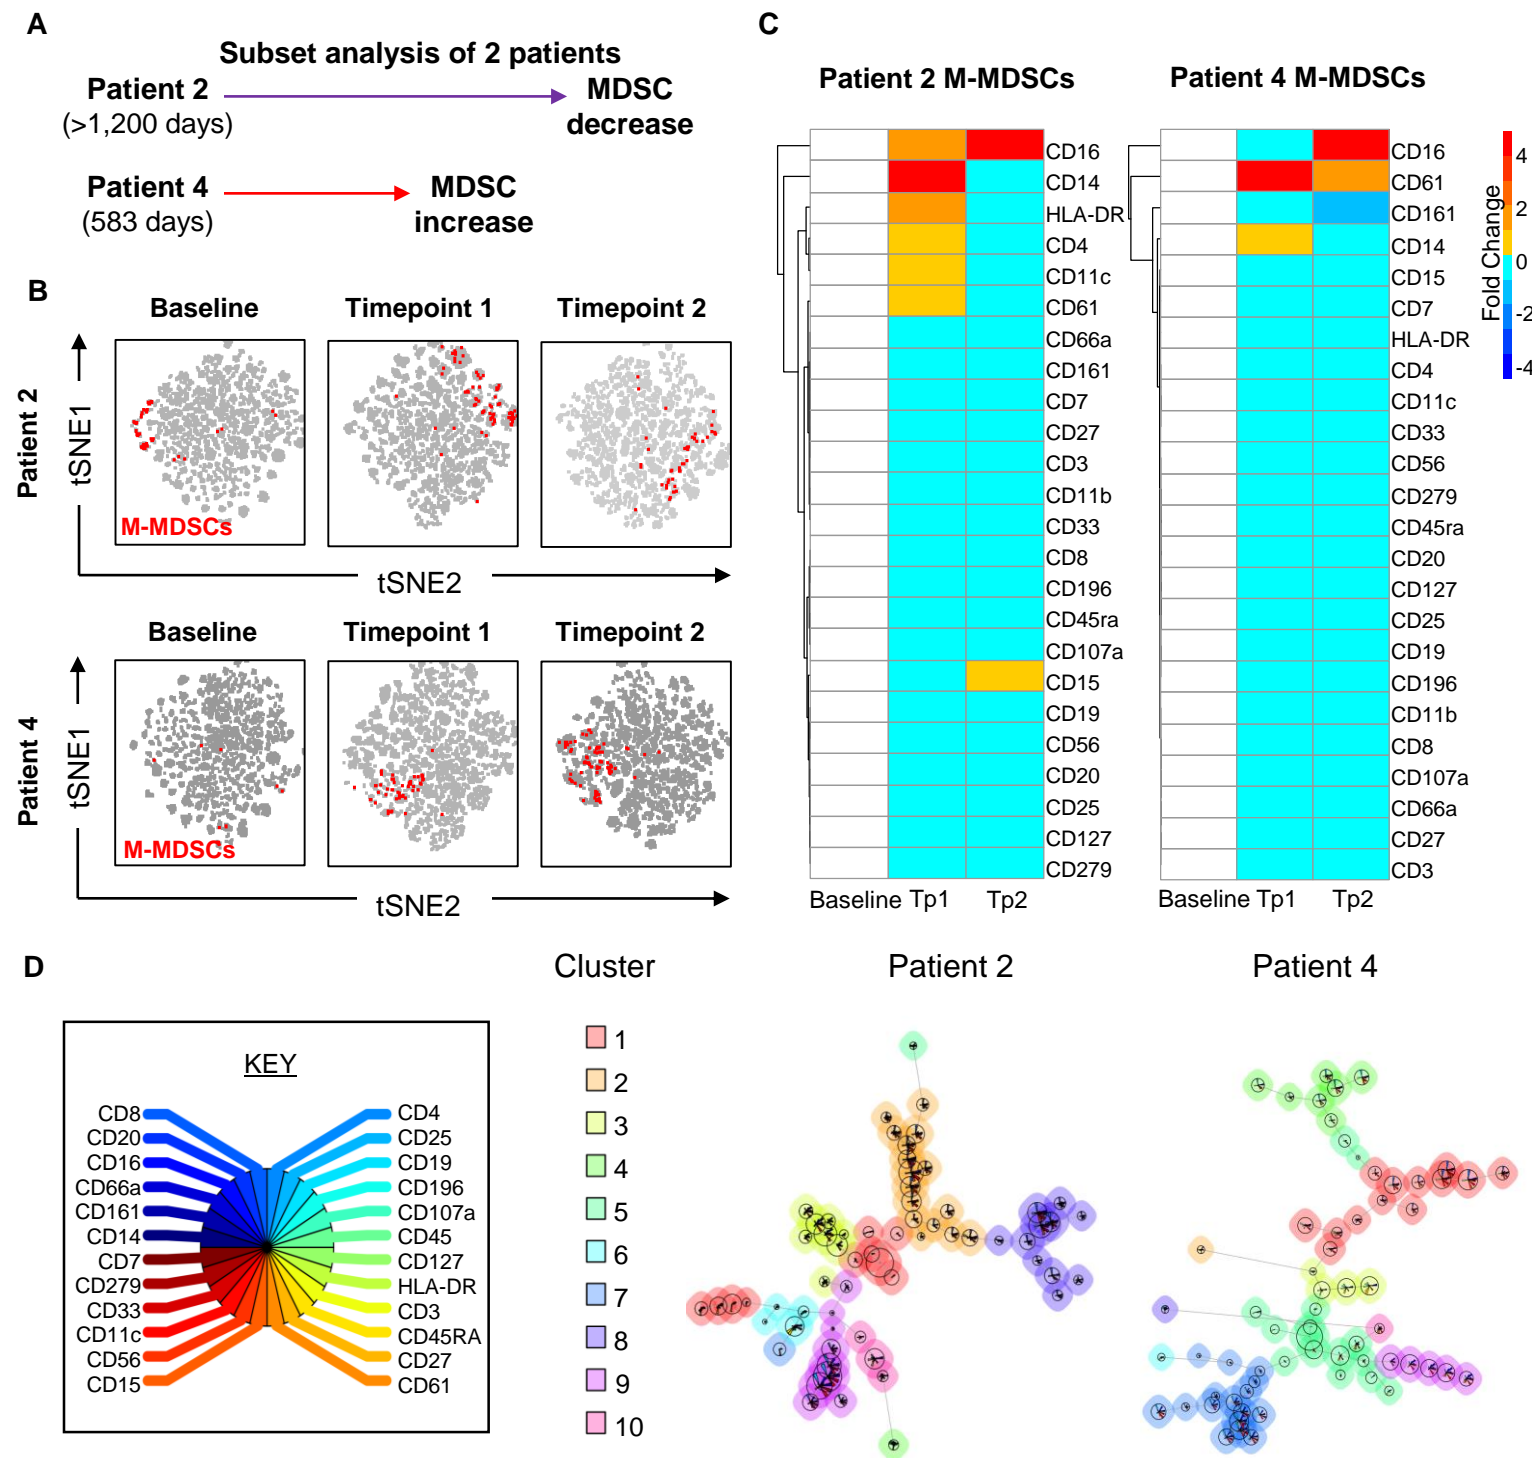 A
Subset analysis of 2 patients
Patient 2
(>1,200 days)
MDSC
decrease
Patient 4
(583 days)
MDSC
increase
B
Baseline
Timepoint 1
Timepoint 2
Patient 2
tSNE1
M-MDSCs
tSNE2
Baseline
Timepoint 1
Timepoint 2
Patient 4
tSNE1
M-MDSCs
tSNE2
C
Patient 2 M-MDSCs
CD16
CD14
HLA-DR
CD4
CD11c
CD61
CD66a
CD161
CD7
CD27
CD3
CD11b
CD33
CD8
CD196
CD45ra
CD107a
CD15
CD19
CD56
CD20
CD25
CD127
CD279
Baseline Tp1 Tp2
Patient 4 M-MDSCs
CD16
CD61
CD161
CD14
CD15
CD7
HLA-DR
CD4
CD11c
CD33
CD56
CD279
CD45ra
CD20
CD127
CD25
CD19
CD196
CD11b
CD8
CD107a
CD66a
CD27
CD3
Baseline Tp1 Tp2
Fold Change
4
2
0
-2
-4
D
KEY
CD8
CD20
CD16
CD66a
CD161
CD14
CD7
CD279
CD33
CD11c
CD56
CD15
CD4
CD25
CD19
CD196
CD107a
CD45
CD127
HLA-DR
CD3
CD45RA
CD27
CD61
Cluster
1
2
3
4
5
6
7
8
9
10
Patient 2
Patient 4